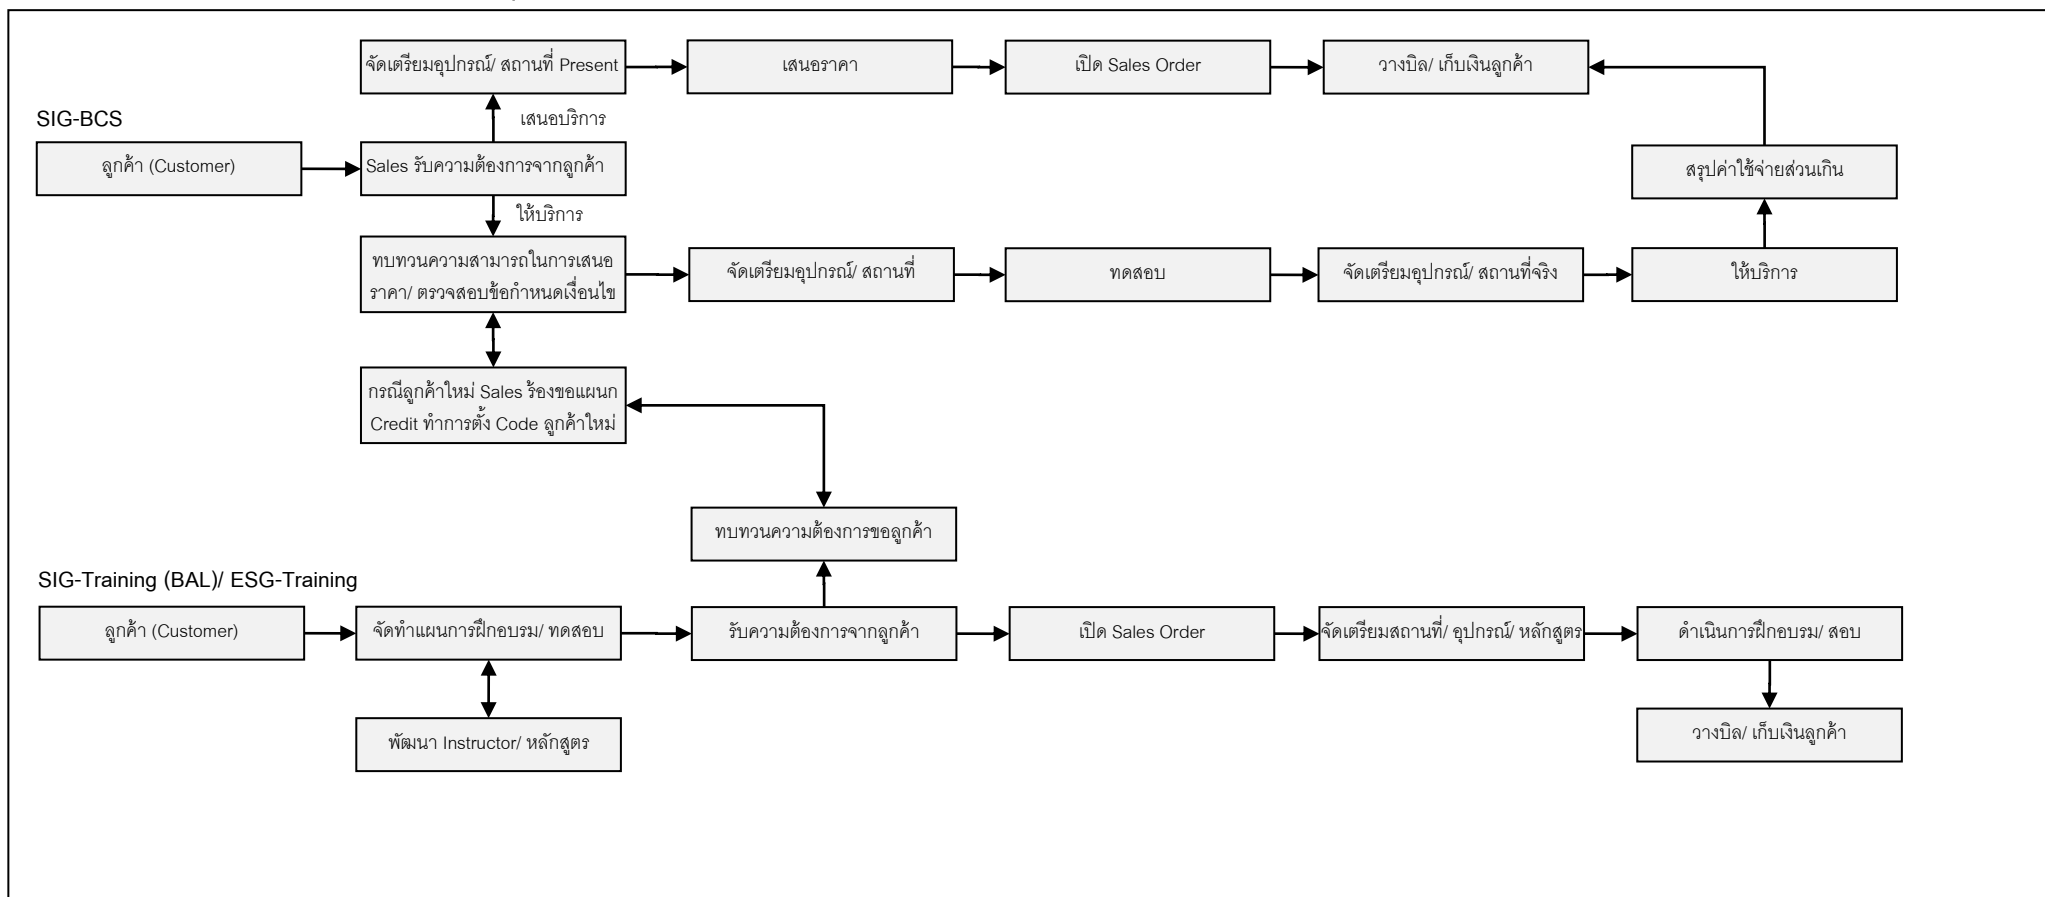 จัดเตรียมอุปกรณ์/ สถานที่ Present
เสนอราคา
เปิด Sales Order
วางบิล/ เก็บเงินลูกค้า
เสนอบริการ
SIG-BCS
ลูกค้า (Customer)
Sales รับความต้องการจากลูกค้า
สรุปค่าใช้จ่ายส่วนเกิน
ให้บริการ
ทบทวนความสามารถในการเสนอ
ราคา/ ตรวจสอบข้อกำหนดเงื่อนไข
จัดเตรียมอุปกรณ์/ สถานที่
ทดสอบ
จัดเตรียมอุปกรณ์/ สถานที่จริง
ให้บริการ
กรณีลูกค้าใหม่ Sales ร้องขอแผนก
Credit ทำการตั้ง Code ลูกค้าใหม่
ทบทวนความต้องการขอลูกค้า
SIG-Training (BAL)/ ESG-Training
ลูกค้า (Customer)
จัดทำแผนการฝึกอบรม/ ทดสอบ
รับความต้องการจากลูกค้า
เปิด Sales Order
จัดเตรียมสถานที่/ อุปกรณ์/ หลักสูตร
ดำเนินการฝึกอบรม/ สอบ
พัฒนา Instructor/ หลักสูตร
วางบิล/ เก็บเงินลูกค้า